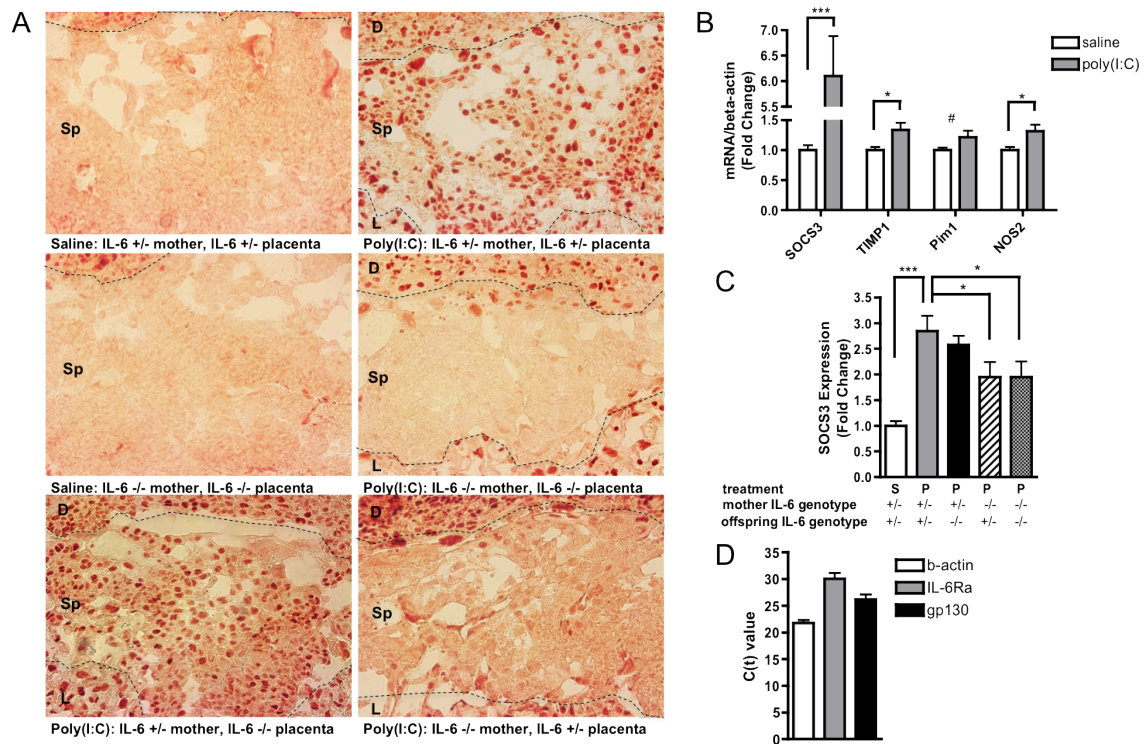 A
D
Sp
Sp
L
Saline: IL-6 +/- mother, IL-6 +/- placenta
Poly(I:C): IL-6 +/- mother, IL-6 +/- placenta
D
Sp
Sp
L
Saline: IL-6 -/- mother, IL-6 -/- placenta
Poly(I:C): IL-6 -/- mother, IL-6 -/- placenta
D
D
Sp
Sp
L
L
Poly(I:C): IL-6 +/- mother, IL-6 -/- placenta
Poly(I:C): IL-6 -/- mother, IL-6 +/- placenta
B
mRNA/beta-actin
(Fold Change)
7.0
6.5
6.0
5.5
1.5
1.0
0.5
0.0
***
*
#
*
SOCS3
TIMP1
Pim1
NOS2
saline
poly(I:C)
C
SOCS3 Expression
(Fold Change)
3.5
3.0
2.5
2.0
1.5
1.0
0.5
0.0
***
*
*
treatment S P P P P
mother IL-6 genotype +/- +/- +/- -/- -/-
offspring IL-6 genotype +/- +/- -/- +/- -/-
D
C(t) value
35
30
25
20
15
10
5
0
b-actin
IL-6Ra
gp130